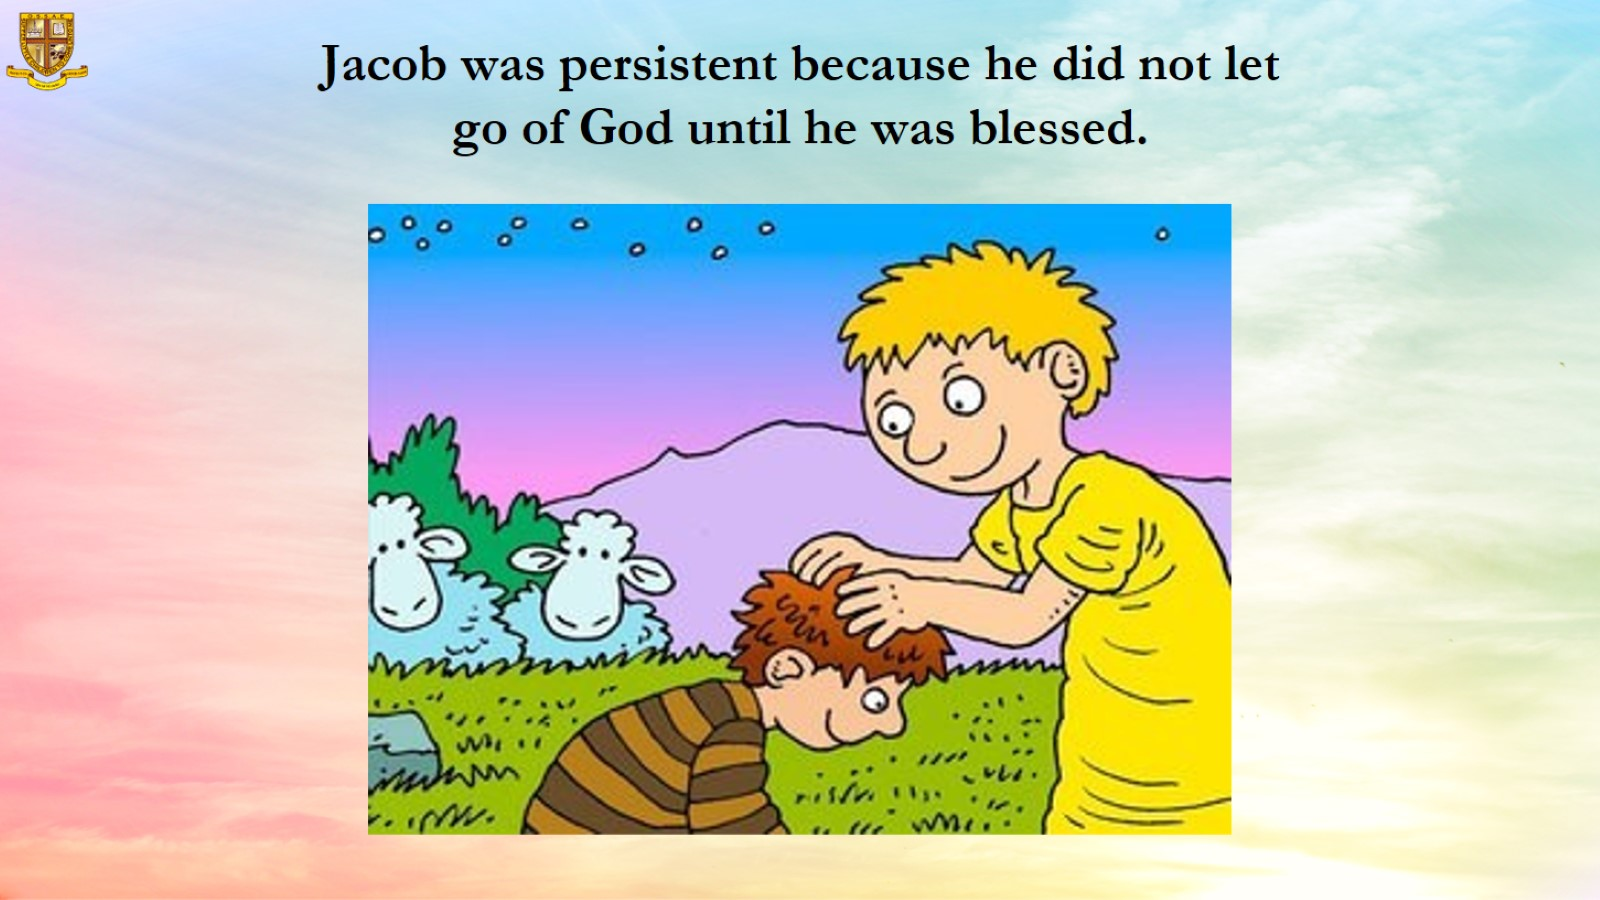 Jacob was persistent because he did not let
go of God until he was blessed.